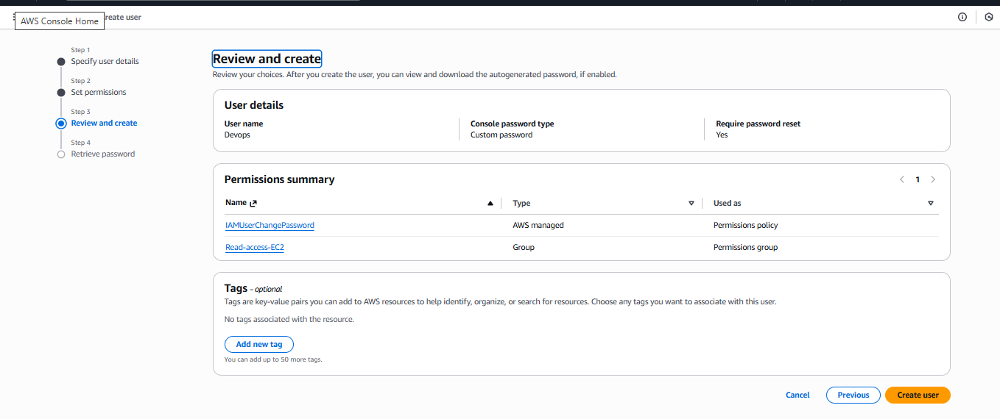 AWS Console Home
reate user
Step 1
Specify user details
Step 2
Set permissions
Step 3
Review and create
Step 4
Retrieve password
Review and create
Review your choices. After you create the user, you can view and download the autogenerated password, if enabled.
User details
User name
Devops
Console password type
Custom password
Require password reset
Yes
Permissions summary
1
Name Type Used as
IAMUserChangePassword AWS managed Permissions policy
Read-access-EC2 Group Permissions group
Tags - optional
Tags are key-value pairs you can add to AWS resources to help identify, organize, or search for resources. Choose any tags you want to associate with this user.
No tags associated with the resource.
Add new tag
You can add up to 50 more tags.
Cancel Previous Create user